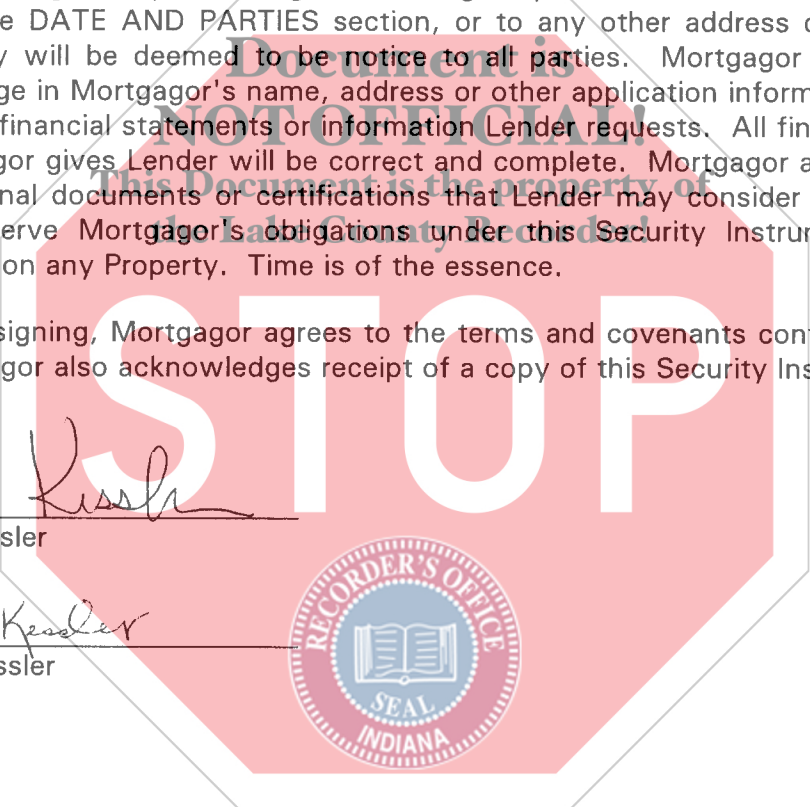 e DATE AND PARTIES section, or to any other address
y will be deemed to be notice to all parties. Mortgagor
ge in Mortgagor's name, address or other application inform
financial statements or information Lender requests. All fin
gor gives Lender will be correct and complete. Mortgagor a
nal documents or certifications that Lender may consider
erve Mortgagor's obligations under this Security Instrum
on any Property. Time is of the essence.
signing, Mortgagor agrees to the terms and covenants con
gor also acknowledges receipt of a copy of this Security Ins
Document is
NOT OFFICIAL!
This Document is the property of
the Lake County Recorder!
STOP
Kessler
sler
Kessler
ssler
RECORDER'S OFFICE
SEAL
INDIANA